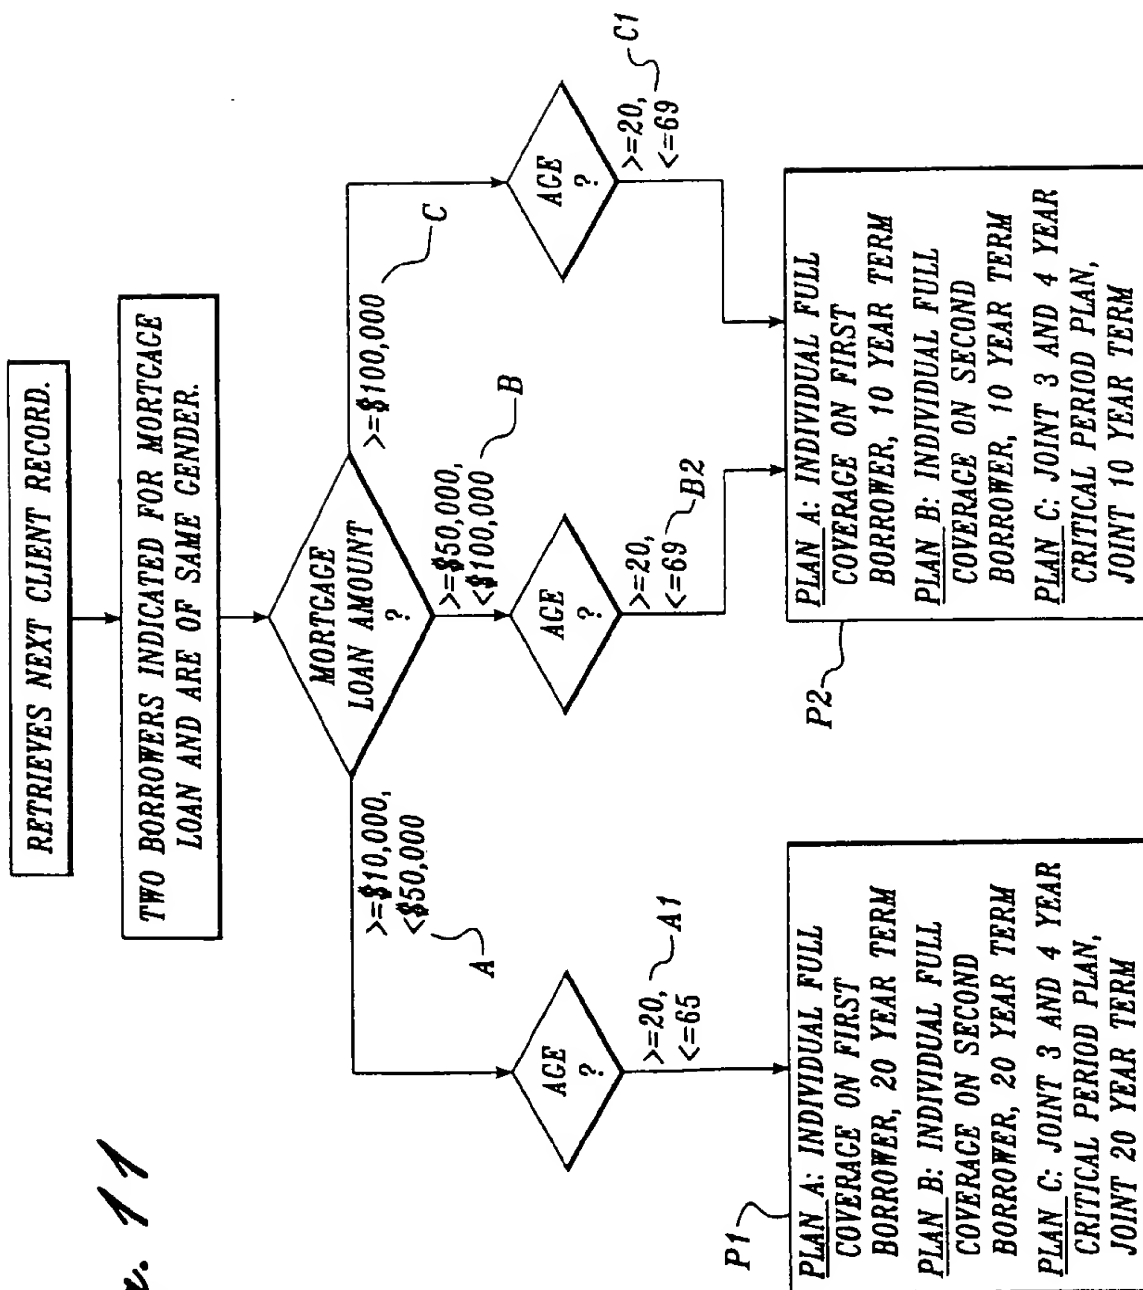 RETRIEVES NEXT CLIENT RECORD.
TWO BORROWERS INDICATED FOR MORTGAGE
LOAN AND ARE OF SAME GENDER.
MORTGAGE
LOAN AMOUNT
?
>=$10,000,
<$50,000
A
>=$50,000,
<$100,000
B
>=$100,000
C
AGE
?
>=20,
<=65
A1
AGE
?
>=20,
<=69
B2
AGE
?
>=20,
<=69
C1
P1
PLAN A: INDIVIDUAL FULL
COVERAGE ON FIRST
BORROWER, 20 YEAR TERM
PLAN B: INDIVIDUAL FULL
COVERAGE ON SECOND
BORROWER, 20 YEAR TERM
PLAN C: JOINT 3 AND 4 YEAR
CRITICAL PERIOD PLAN,
JOINT 20 YEAR TERM
P2
PLAN A: INDIVIDUAL FULL
COVERAGE ON FIRST
BORROWER, 10 YEAR TERM
PLAN B: INDIVIDUAL FULL
COVERAGE ON SECOND
BORROWER, 10 YEAR TERM
PLAN C: JOINT 3 AND 4 YEAR
CRITICAL PERIOD PLAN,
JOINT 10 YEAR TERM
11